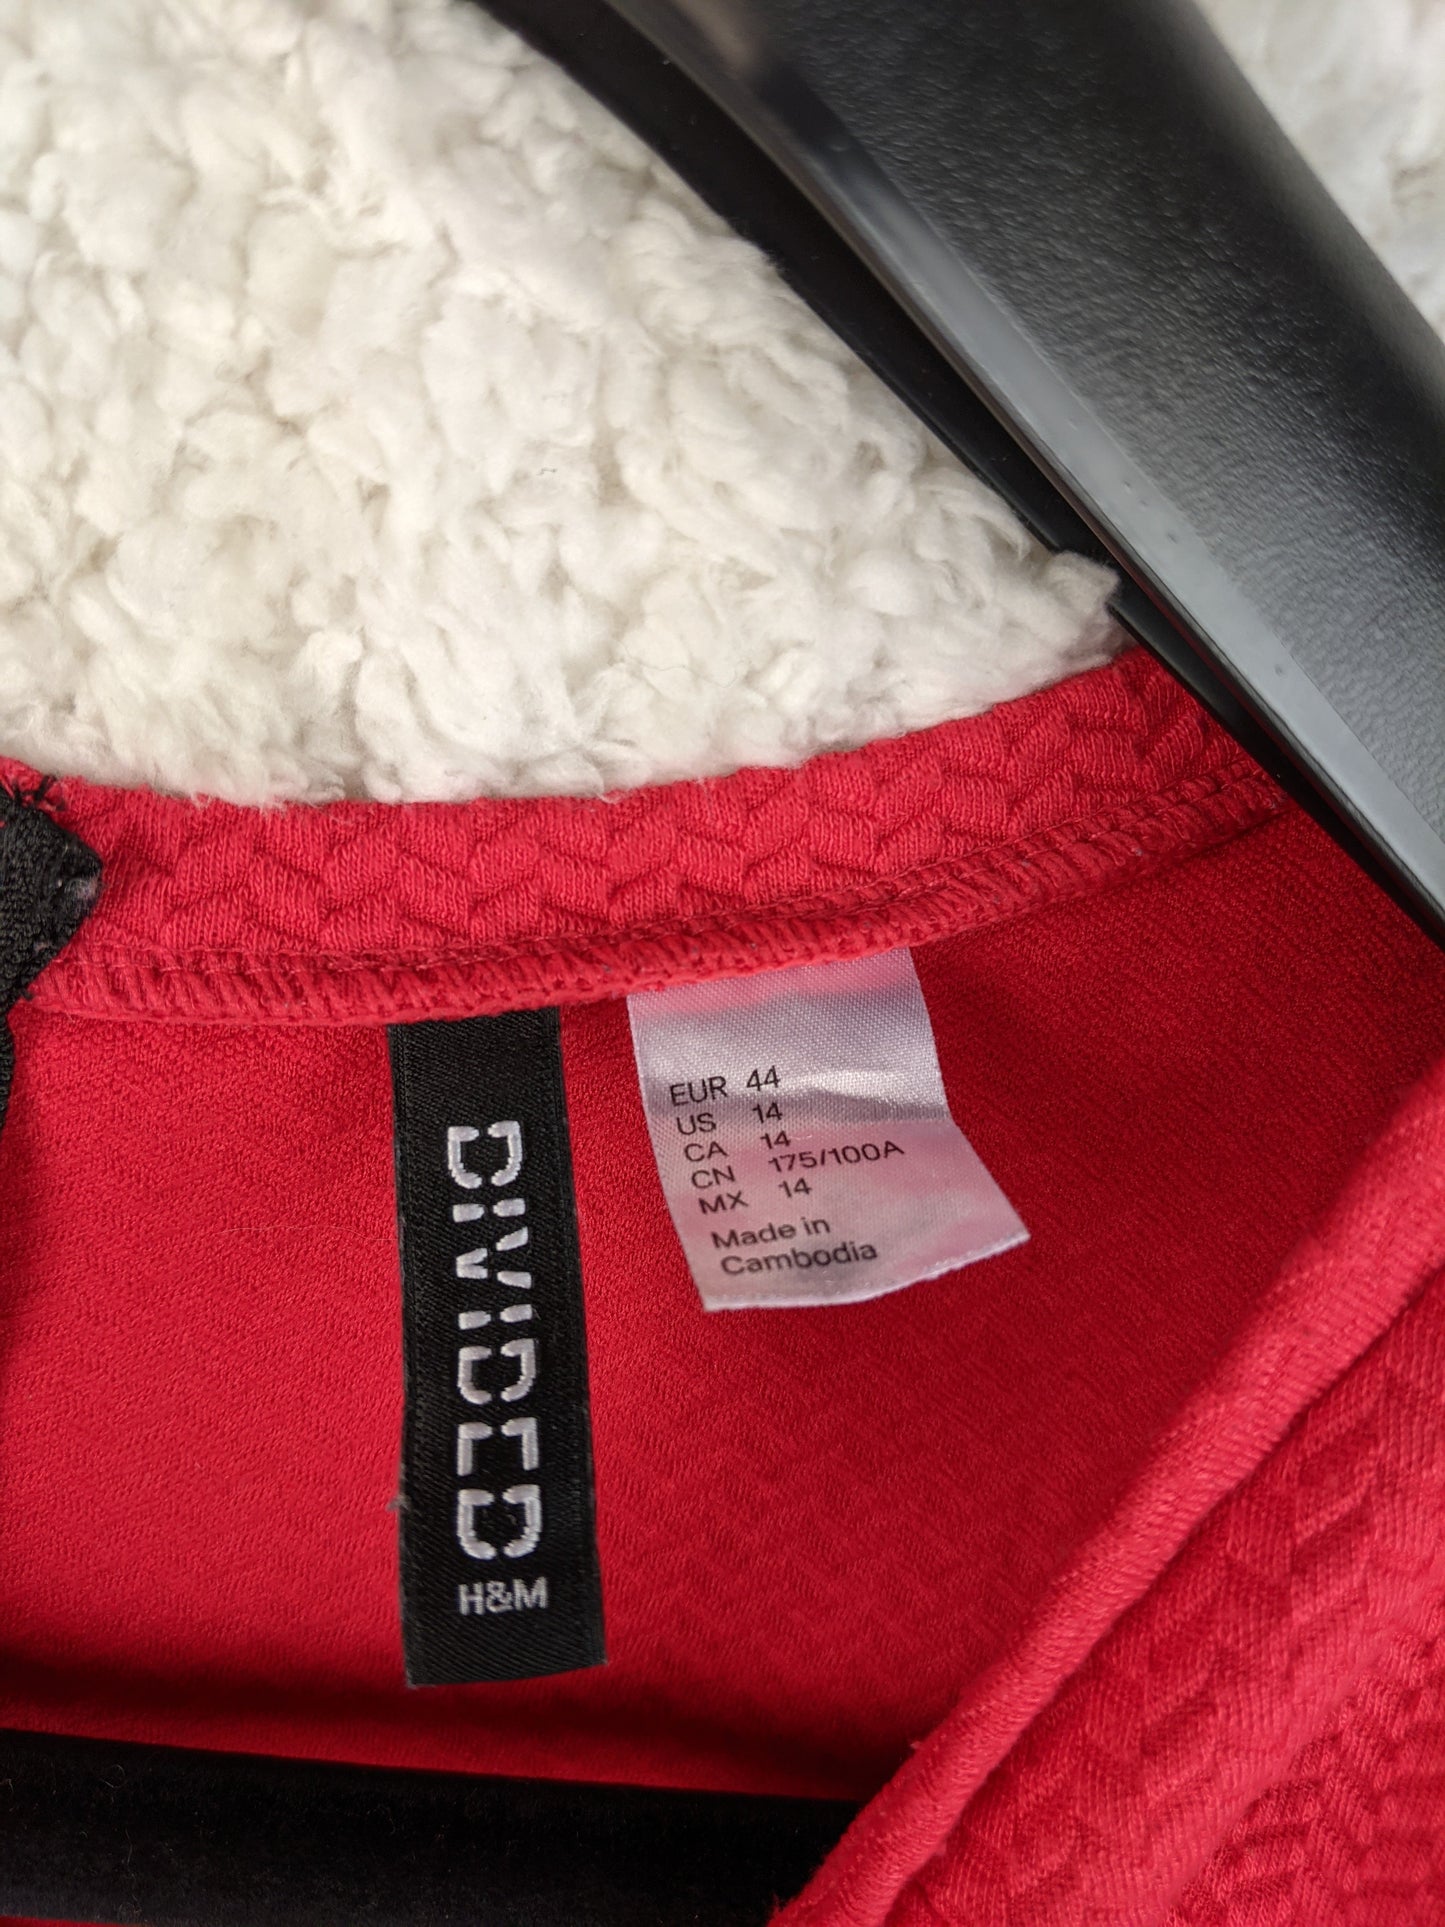 DIVIDED
H&M
EUR 44
US 14
CA 14
CN 175/100A
MX 14
Made in
Cambodia